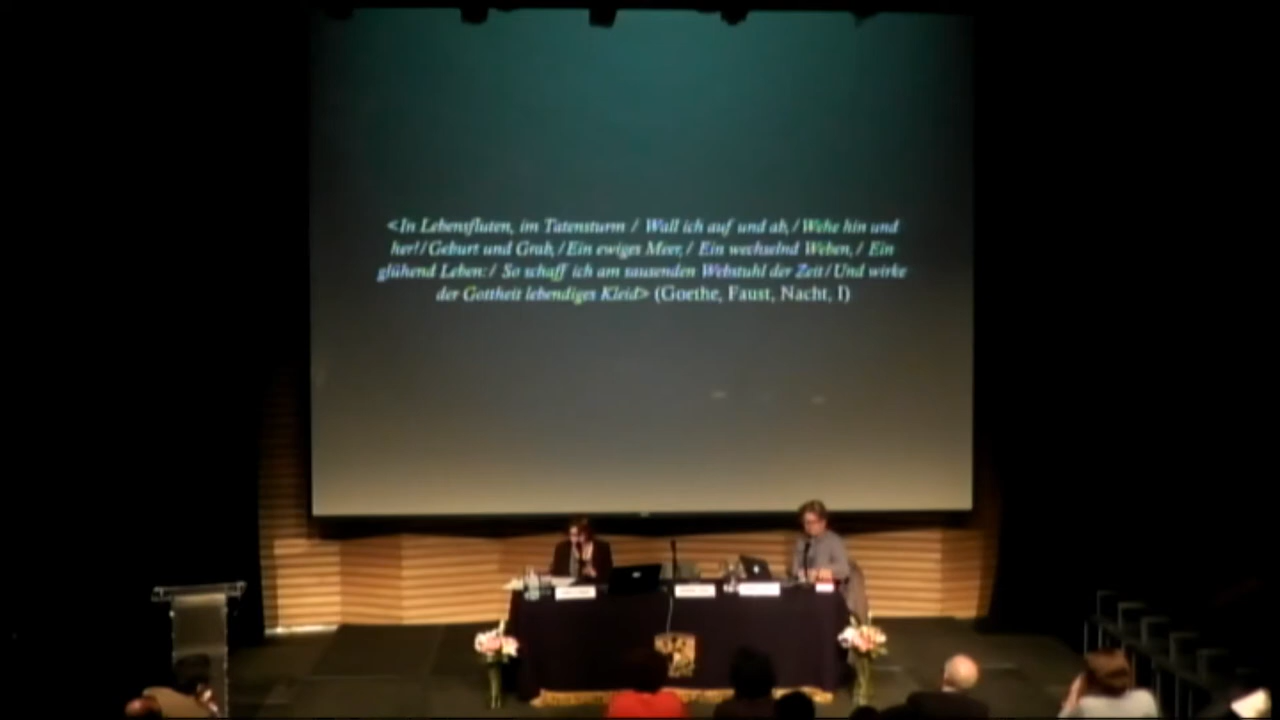 <In Lebensfluten, im Tatensturm / Wall ich auf und ab, / Wehe hin und
her! / Geburt und Grab, / Ein ewiges Meer, / Ein wechselnd Weben, / Ein
glühend Leben: / So schaff ich am sausenden Webstuhl der Zeit / Und wirke
der Gottheit lebendiges Kleid> (Goethe, Faust, Nacht, I)